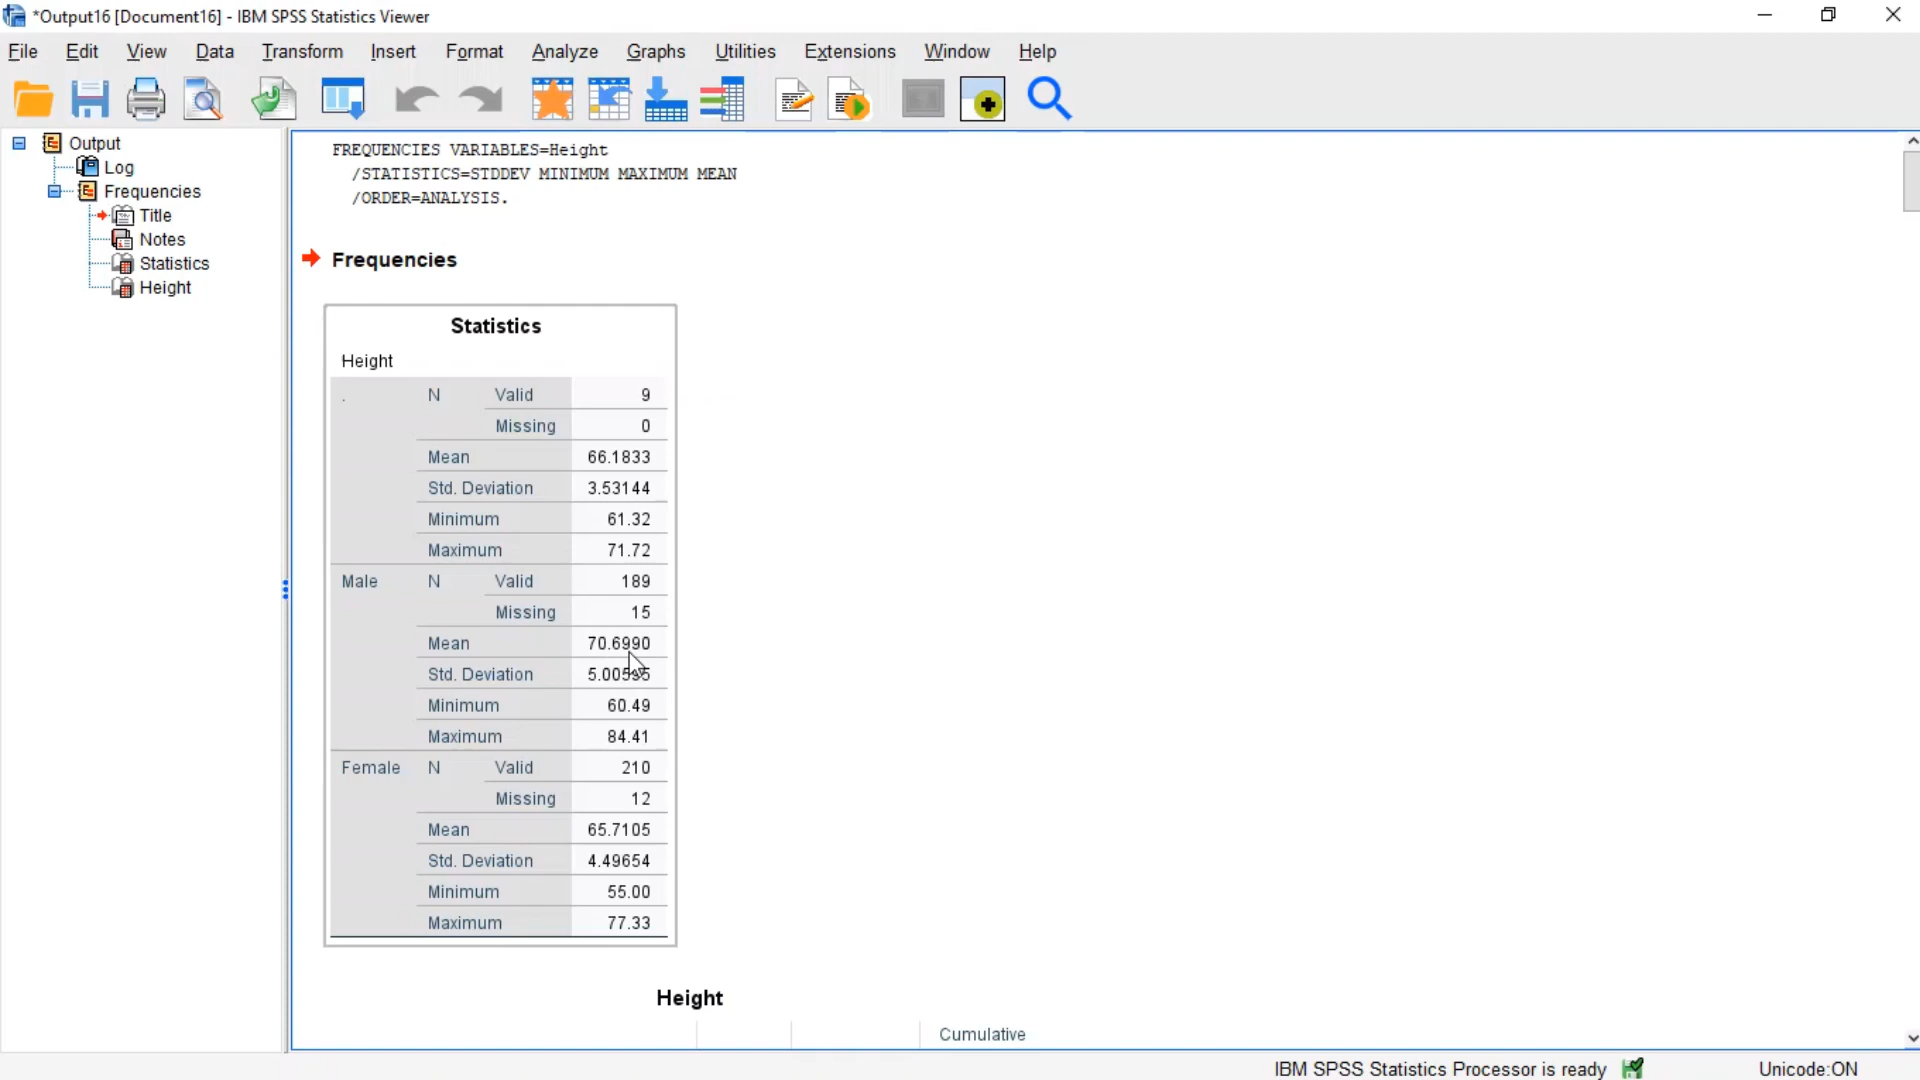 *Output16 [Document16] - IBM SPSS Statistics Viewer
File Edit View Data Transform Insert Format Analyze Graphs Utilities Extensions Window Help
Output
Log
Frequencies
Title
Notes
Statistics
Height
FREQUENCIES VARIABLES=Height
/STATISTICS=STDDEV MINIMUM MAXIMUM MEAN
/ORDER=ANALYSIS.
Frequencies
Statistics
Height
. N Valid 9
Missing 0
Mean 66.1833
Std. Deviation 3.53144
Minimum 61.32
Maximum 71.72
Male N Valid 189
Missing 15
Mean 70.6990
Std. Deviation
Minimum 60.49
Maximum 84.41
Female N Valid 210
Missing 12
Mean 65.7105
Std. Deviation 4.49654
Minimum 55.00
Maximum 77.33
Height
Cumulative
IBM SPSS Statistics Processor is ready Unicode:ON